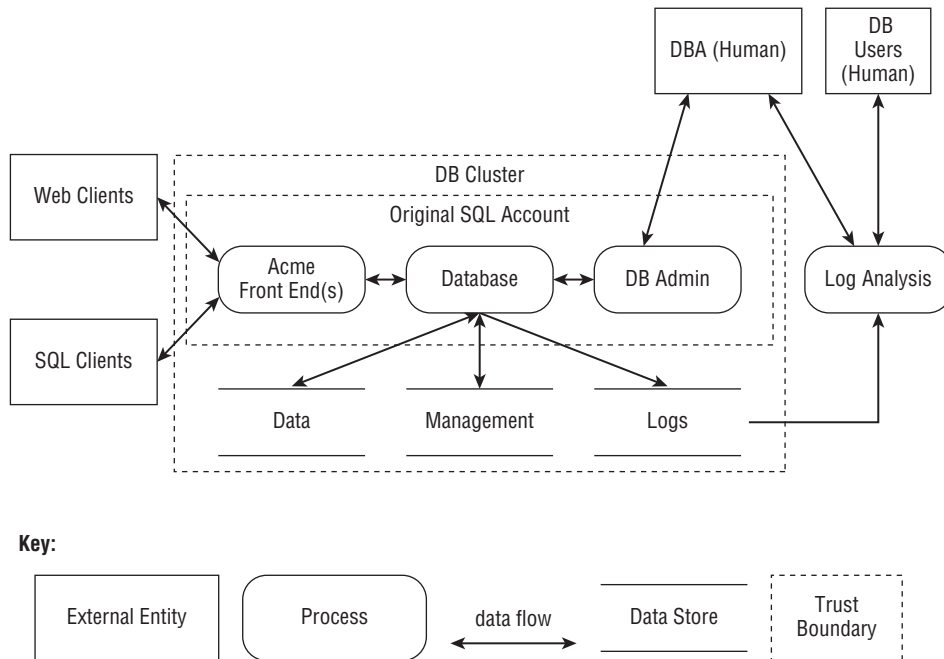 DBA (Human)
DB
Users
(Human)
DB Cluster
Web Clients
Original SQL Account
Acme
Front End(s)
Database
DB Admin
Log Analysis
SQL Clients
Data
Management
Logs
Key:
External Entity
Process
data flow
Data Store
Trust
Boundary